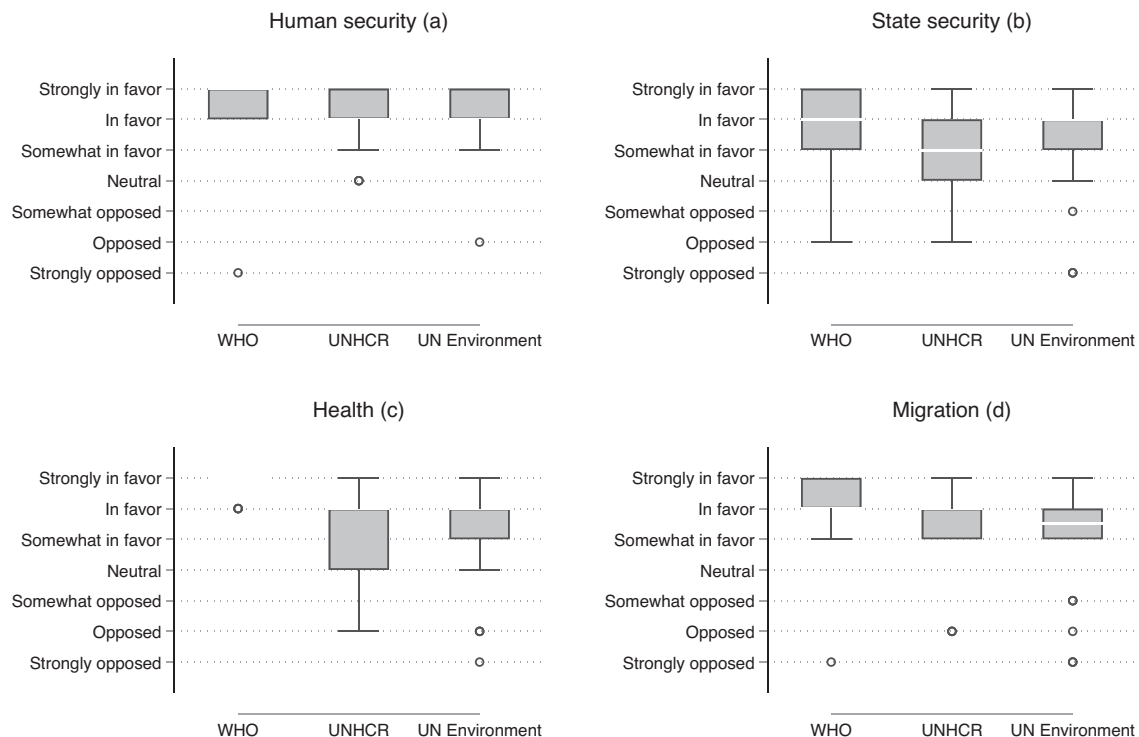 Human security (a)
Strongly in favor
In favor
Somewhat in favor
Neutral
Somewhat opposed
Opposed
Strongly opposed
WHO UNHCR UN Environment
State security (b)
Strongly in favor
In favor
Somewhat in favor
Neutral
Somewhat opposed
Opposed
Strongly opposed
WHO UNHCR UN Environment
Health (c)
Strongly in favor
In favor
Somewhat in favor
Neutral
Somewhat opposed
Opposed
Strongly opposed
WHO UNHCR UN Environment
Migration (d)
Strongly in favor
In favor
Somewhat in favor
Neutral
Somewhat opposed
Opposed
Strongly opposed
WHO UNHCR UN Environment